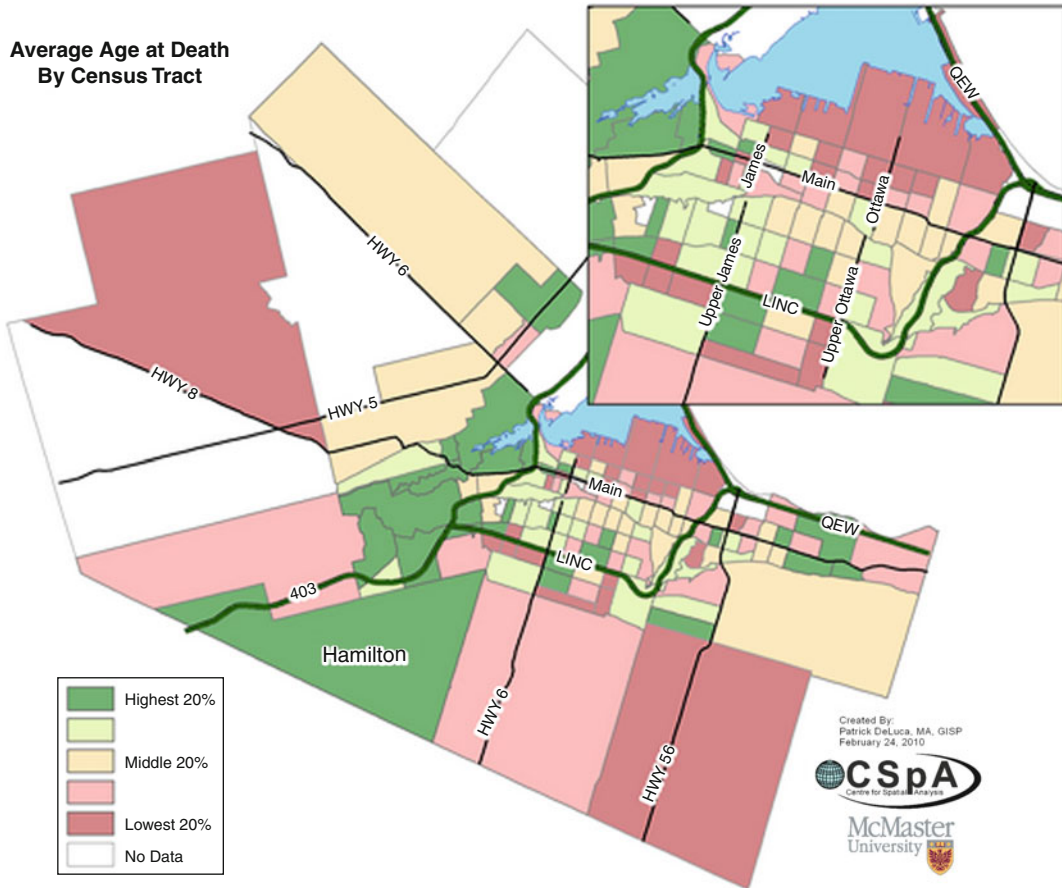 Average Age at Death
By Census Tract
QEW
James
Main
Ottawa
Upper James
LINC
Upper Ottawa
HWY 6
HWY 8
HWY 5
Main
QEW
LINC
403
Hamilton
HWY 6
HWY 56
Highest 20%
Middle 20%
Lowest 20%
No Data
Created By:
Patrick DeLuca, MA, GISP
February 24, 2010
CSpA
Centre for Spatial Analysis
McMaster
University